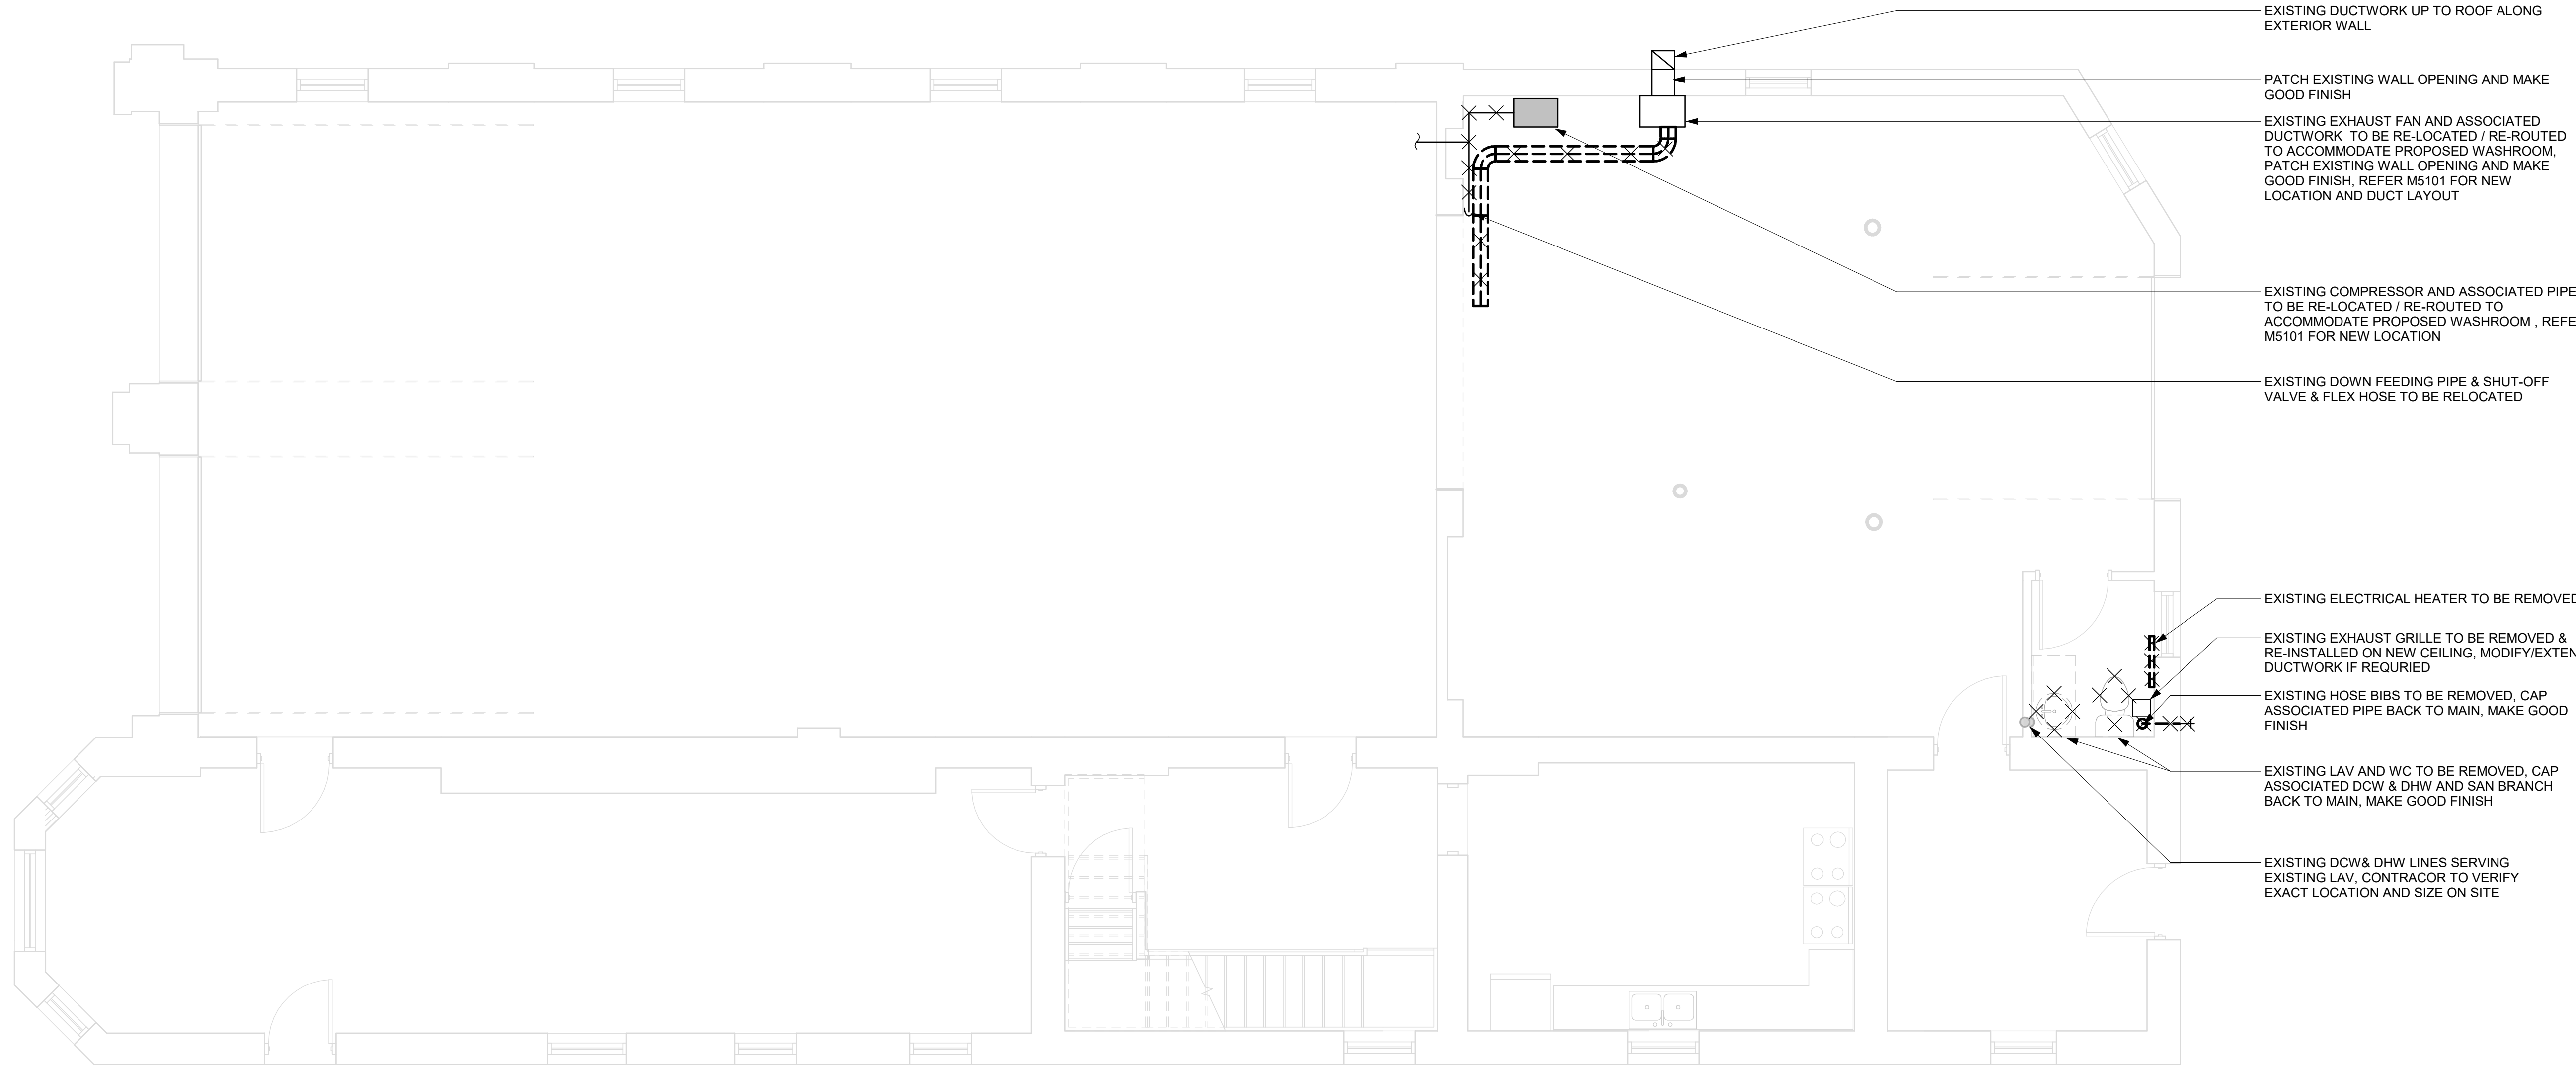 EXISTING DUCTWORK UP TO ROOF ALONG
EXTERIOR WALL
PATCH EXISTING WALL OPENING AND MAKE
GOOD FINISH
EXISTING EXHAUST FAN AND ASSOCIATED
DUCTWORK TO BE RE-LOCATED / RE-ROUTED
TO ACCOMMODATE PROPOSED WASHROOM,
PATCH EXISTING WALL OPENING AND MAKE
GOOD FINISH, REFER M5101 FOR NEW
LOCATION AND DUCT LAYOUT
EXISTING COMPRESSOR AND ASSOCIATED PIPE
TO BE RE-LOCATED / RE-ROUTED TO
ACCOMMODATE PROPOSED WASHROOM , REFE
M5101 FOR NEW LOCATION
EXISTING DOWN FEEDING PIPE & SHUT-OFF
VALVE & FLEX HOSE TO BE RELOCATED
EXISTING ELECTRICAL HEATER TO BE REMOVED
EXISTING EXHAUST GRILLE TO BE REMOVED &
RE-INSTALLED ON NEW CEILING, MODIFY/EXTEN
DUCTWORK IF REQURIED
EXISTING HOSE BIBS TO BE REMOVED, CAP
ASSOCIATED PIPE BACK TO MAIN, MAKE GOOD
FINISH
EXISTING LAV AND WC TO BE REMOVED, CAP
ASSOCIATED DCW & DHW AND SAN BRANCH
BACK TO MAIN, MAKE GOOD FINISH
EXISTING DCW& DHW LINES SERVING
EXISTING LAV, CONTRACOR TO VERIFY
EXACT LOCATION AND SIZE ON SITE